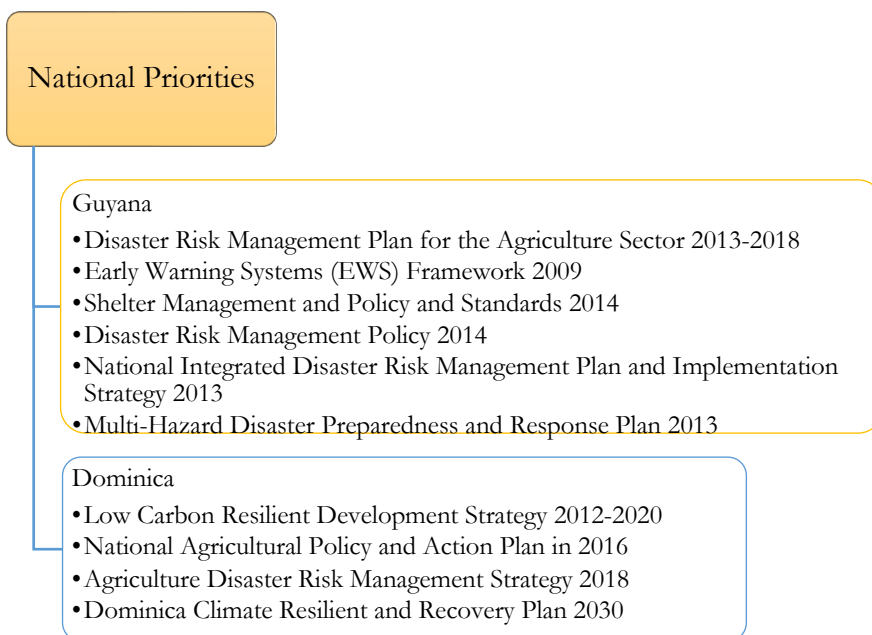 National Priorities
Guyana
•Disaster Risk Management Plan for the Agriculture Sector 2013-2018
•Early Warning Systems (EWS) Framework 2009
•Shelter Management and Policy and Standards 2014
•Disaster Risk Management Policy 2014
•National Integrated Disaster Risk Management Plan and Implementation
Strategy 2013
•Multi-Hazard Disaster Preparedness and Response Plan 2013
Dominica
•Low Carbon Resilient Development Strategy 2012-2020
•National Agricultural Policy and Action Plan in 2016
•Agriculture Disaster Risk Management Strategy 2018
•Dominica Climate Resilient and Recovery Plan 2030